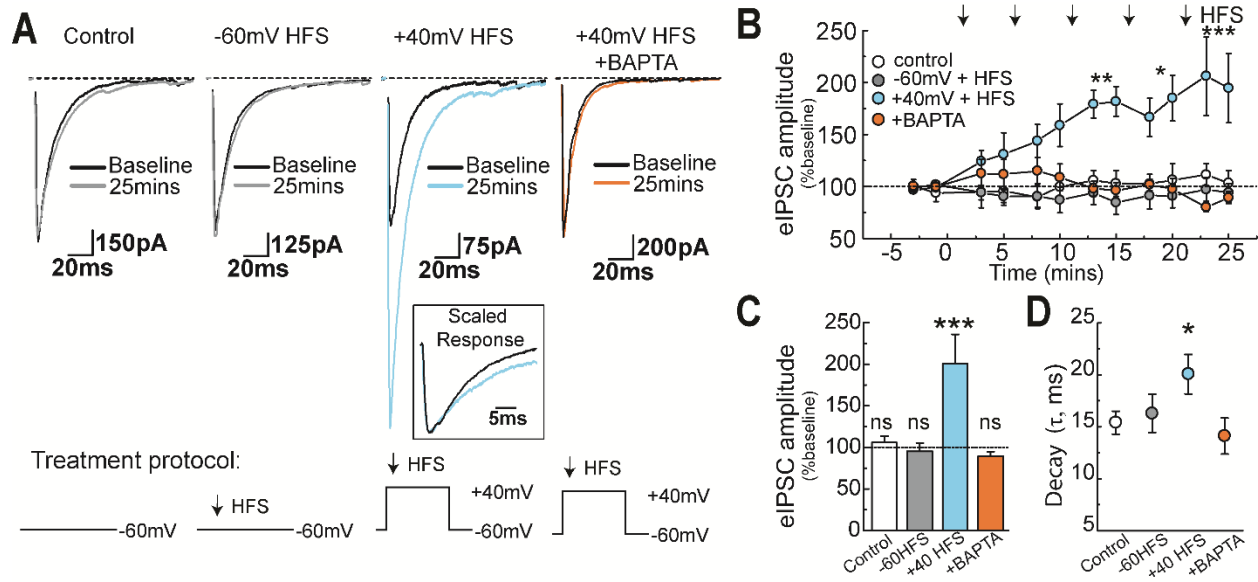 A
Control
-60mV HFS
+40mV HFS
+40mV HFS
+BAPTA
Baseline
25mins
150pA
20ms
Baseline
25mins
125pA
20ms
Baseline
25mins
75pA
20ms
Baseline
25mins
200pA
20ms
Scaled
Response
5ms
Treatment protocol:
-60mV
HFS
-60mV
HFS
+40mV
-60mV
HFS
+40mV
-60mV
B
HFS
eIPSC amplitude
(%baseline)
250
200
150
100
50
control
-60mV + HFS
+40mV + HFS
+BAPTA
**
*
***
-5
0
5
10
15
20
25
Time (mins)
C
eIPSC amplitude
(%baseline)
250
200
150
100
50
0
ns
ns
***
ns
Control
-60HFS
+40 HFS
+BAPTA
D
Decay (τ, ms)
25
20
15
10
5
*
Control
-60HFS
+40 HFS
+BAPTA